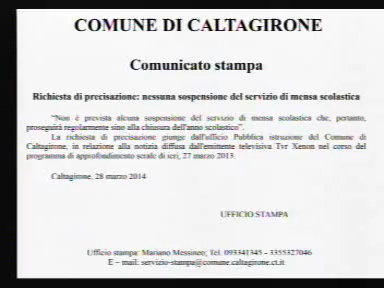 COMUNE DI CALTAGIRONE
Comunicato stampa
Richiesta di precisazione: nessuna sospensione del servizio di mensa scolastica
“Non è prevista alcuna sospensione del servizio di mensa scolastica che, pertanto,
proseguirà regolarmente sino alla chiusura dell'anno scolastico”.
La richiesta di precisazione giunge dall'ufficio Pubblica istruzione del Comune di
Caltagirone, in relazione alla notizia diffusa dall'emittente televisiva Tvr Xenon nel corso del
programma di approfondimento serale di ieri, 27 marzo 2013.
Caltagirone, 28 marzo 2014
UFFICIO STAMPA
Ufficio stampa: Mariano Messineo; Tel. 093341345 - 3355327046
E – mail: servizio-stampa@comune.caltagirone.ct.it